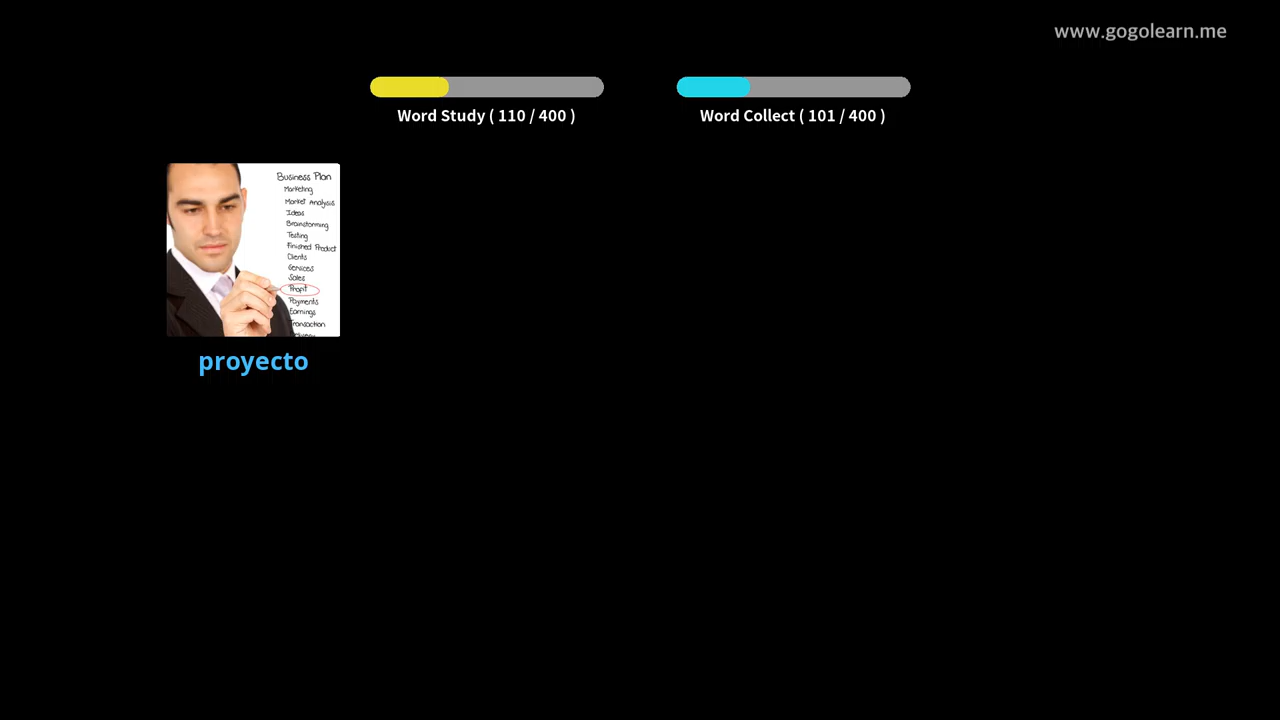 www.gogolearn.me
Word Study ( 110 / 400 )
Word Collect ( 101 / 400 )
Business Plan
Marketing
Market Analysis
Ideas
Brainstorming
Testing
Finished Product
Clients
Services
Sales
Profit
Payments
Earnings
Transaction
proyecto